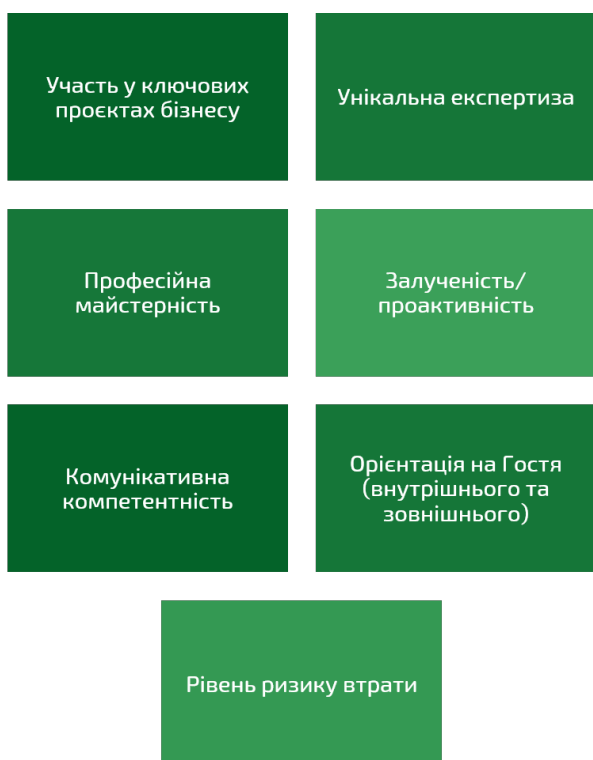 Участь у ключових
проєктах бізнесу
Унікальна експертиза
Професійна
майстерність
Залученість/
проактивність
Комунікативна
компетентність
Орієнтація на Гостя
(внутрішнього та
зовнішнього)
Рівень ризику втрати